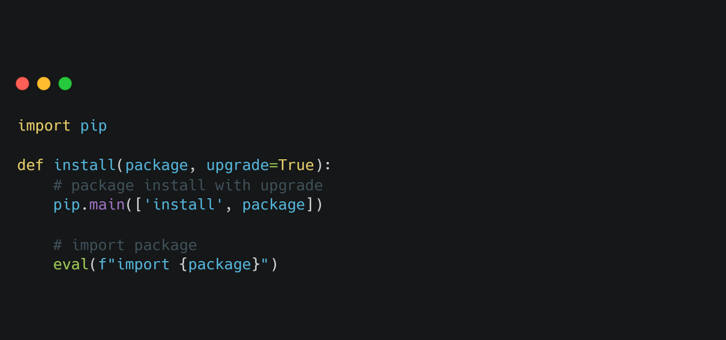 import pip
def install(package, upgrade=True):
    # package install with upgrade
    pip.main(['install', package])
    # import package
    eval(f"import {package}")